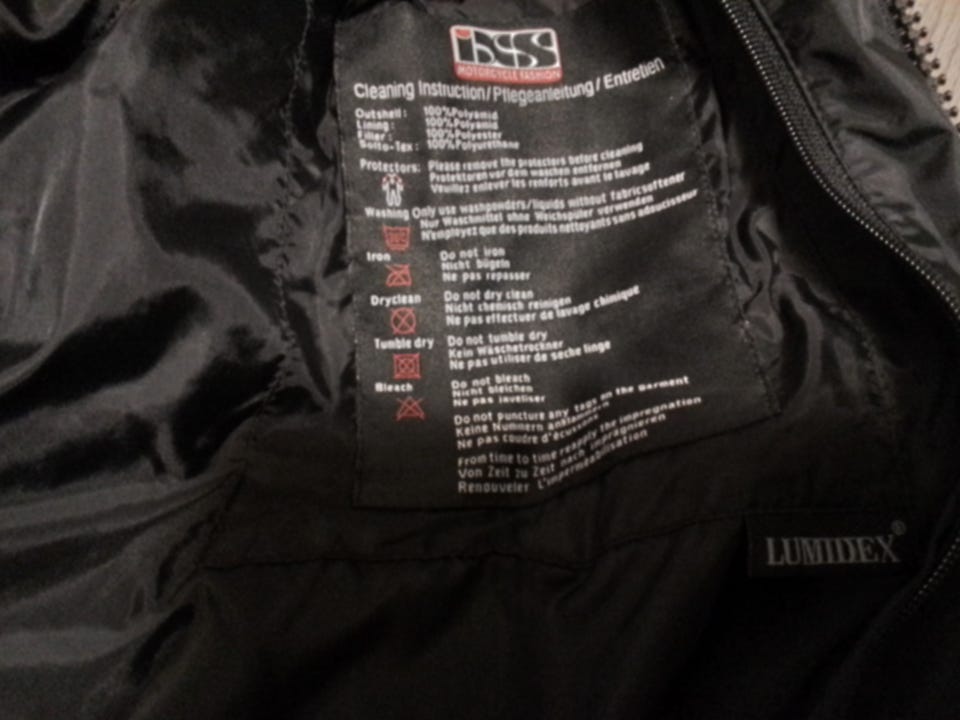 ixs
MOTORCYCLE FASHION
Cleaning Instruction/Pflegeanleitung/Entretien
Outshell: 100%Polyamid
Lining: 100%Polyamid
Filler: 100%Polyester
Solto-Tex: 100%Polyurethane
Protectors: Please remove the protectors before cleaning
Protektoren vor dem waschen entfernen
Veuillez enlever les renforts avant le lavage
Washing Only use washpowders/liquids without fabricsoftener
Nur Waschmittel ohne Weichspüler verwenden
N'employez que des produits nettoyants sans adoucisseur
Iron Do not iron
Nicht bügeln
Ne pas repasser
Dryclean Do not dry clean
Nicht chemisch reinigen
Ne pas effectuer de lavage chimique
Tumble dry Do not tumble dry
Kein Wäschetrockner
Ne pas utiliser de seche linge
Bleach Do not bleach
Nicht bleichen
Ne pas javeliser
Do not puncture any tags on the garment
Keine Nummern anklammern
Ne pas coudre d'écussons
From time to time reapply the impregnation
Von Zeit zu Zeit nach imprägnieren
Renouveler L'imperméabilisation
LUMIDEX®